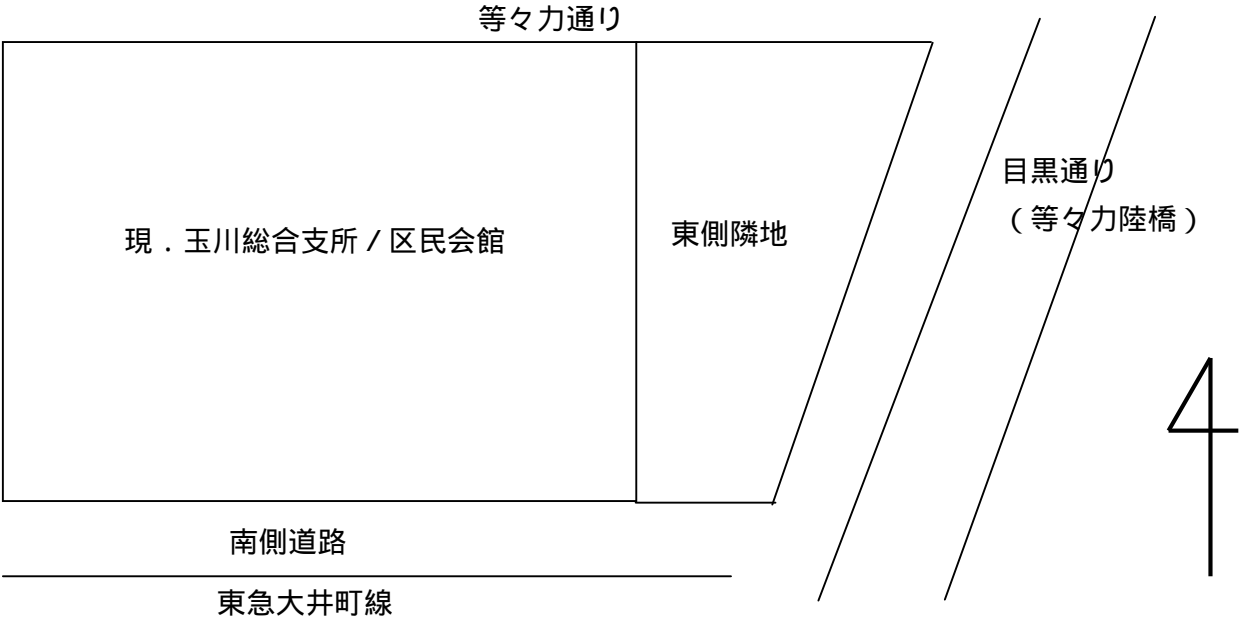 等々力通り
目黒通り
（等々力陸橋）
現．玉川総合支所／区民会館
東側隣地
南側道路
東急大井町線